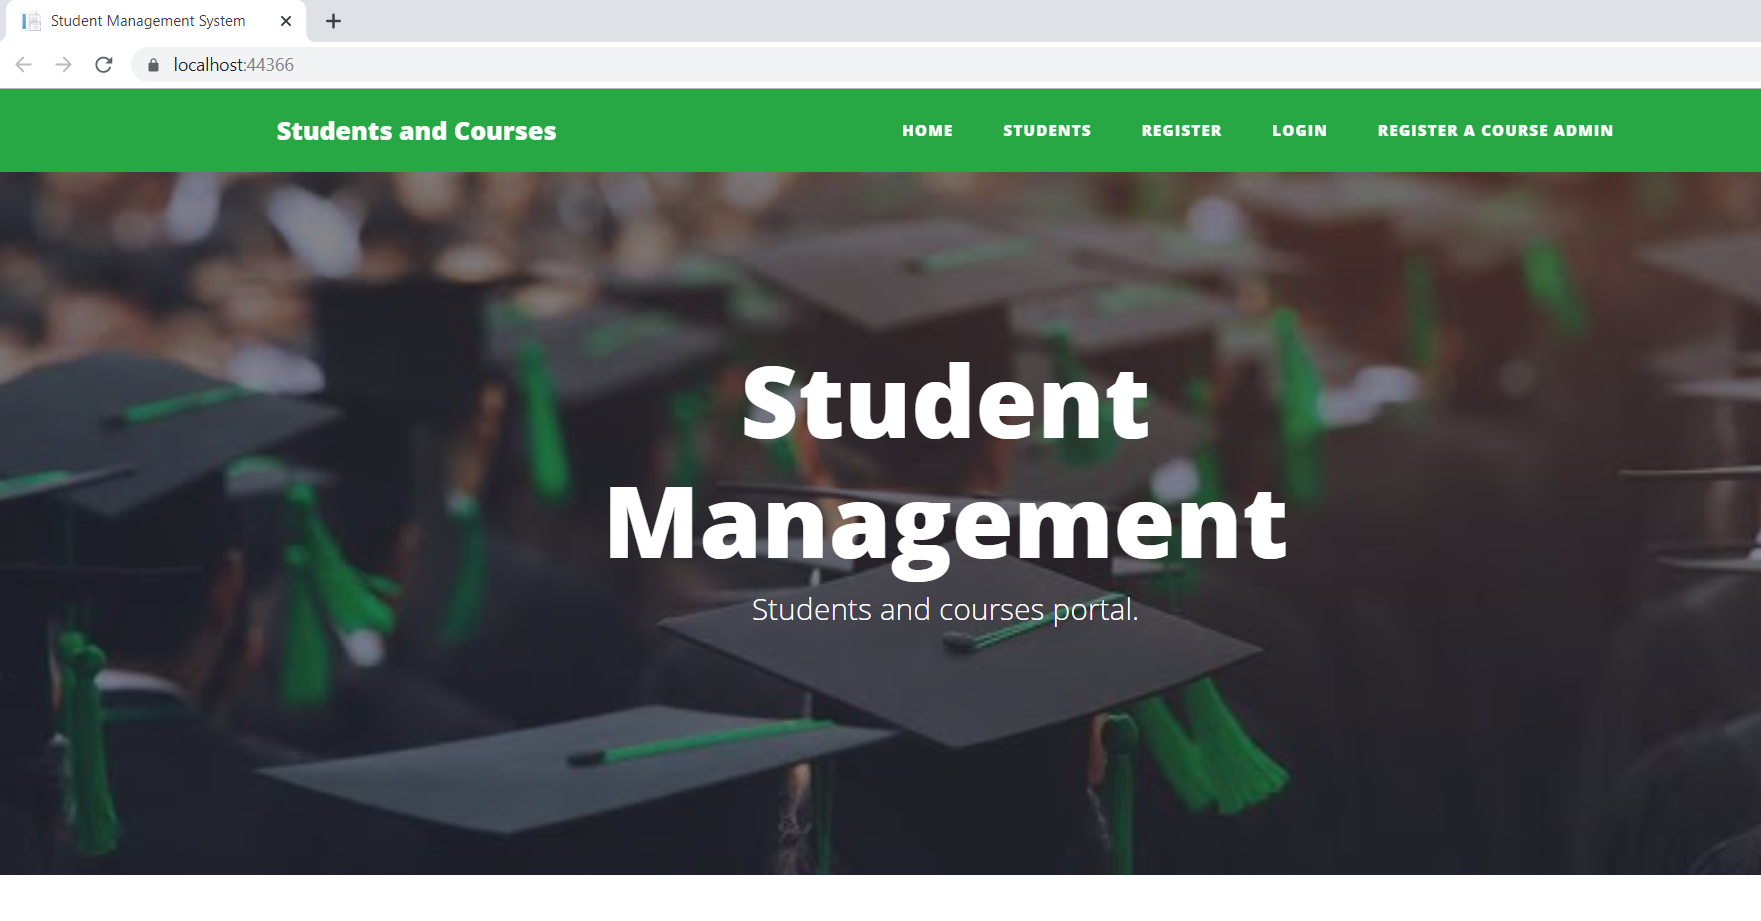 Student Management System
localhost:44366
Students and Courses
HOME
STUDENTS
REGISTER
LOGIN
REGISTER A COURSE ADMIN
Student
Management
Students and courses portal.